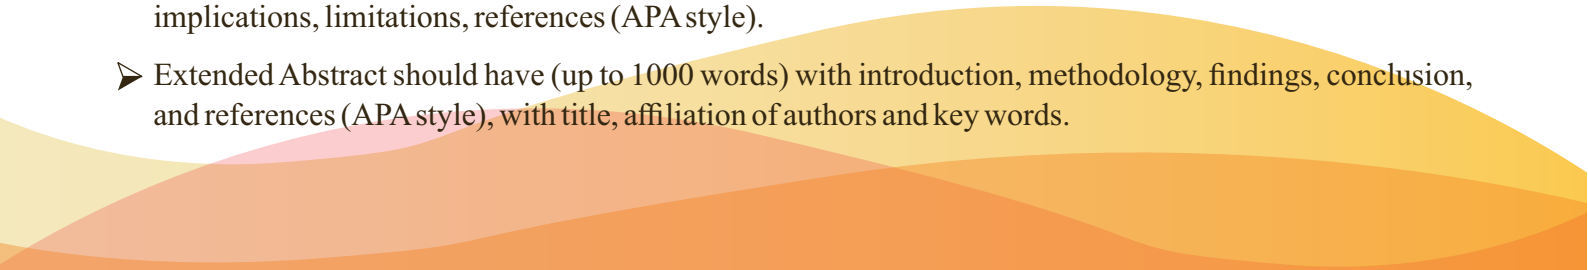 implications, limitations, references (APA style).
➢ Extended Abstract should have (up to 1000 words) with introduction, methodology, findings, conclusion,
and references (APA style), with title, affiliation of authors and key words.